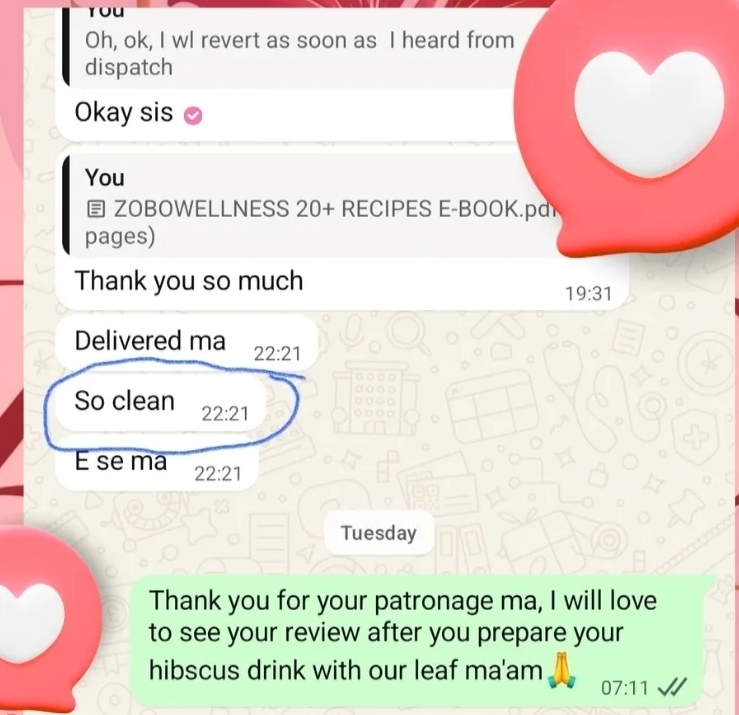 You
Oh, ok, I wl revert as soon as I heard from
dispatch
Okay sis
You
ZOBOWELLNESS 20+ RECIPES E-BOOK.pdf
pages)
Thank you so much
19:31
Delivered ma 22:21
So clean 22:21
E se ma 22:21
Tuesday
Thank you for your patronage ma, I will love
to see your review after you prepare your
hibscus drink with our leaf ma'am🙏
07:11